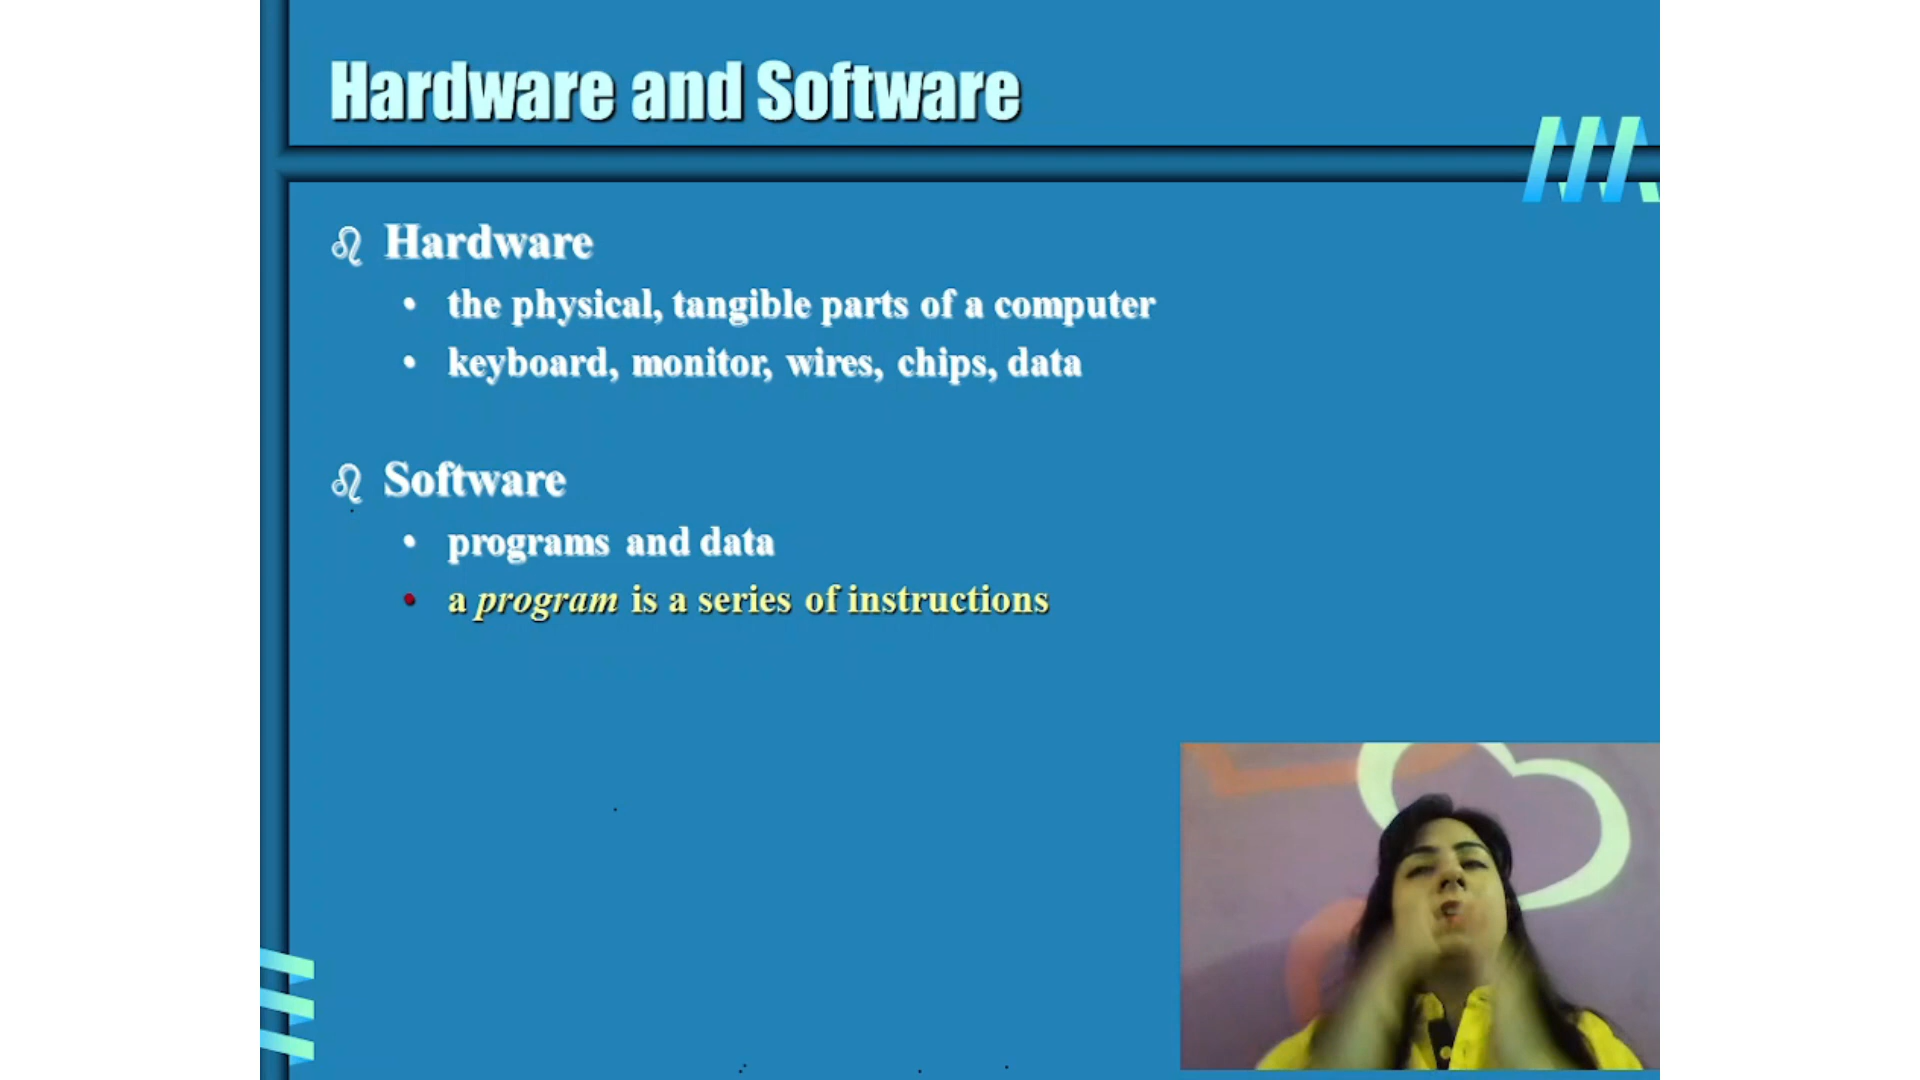 Hardware and Software
Hardware
• the physical, tangible parts of a computer
• keyboard, monitor, wires, chips, data
Software
• programs and data
• a program is a series of instructions